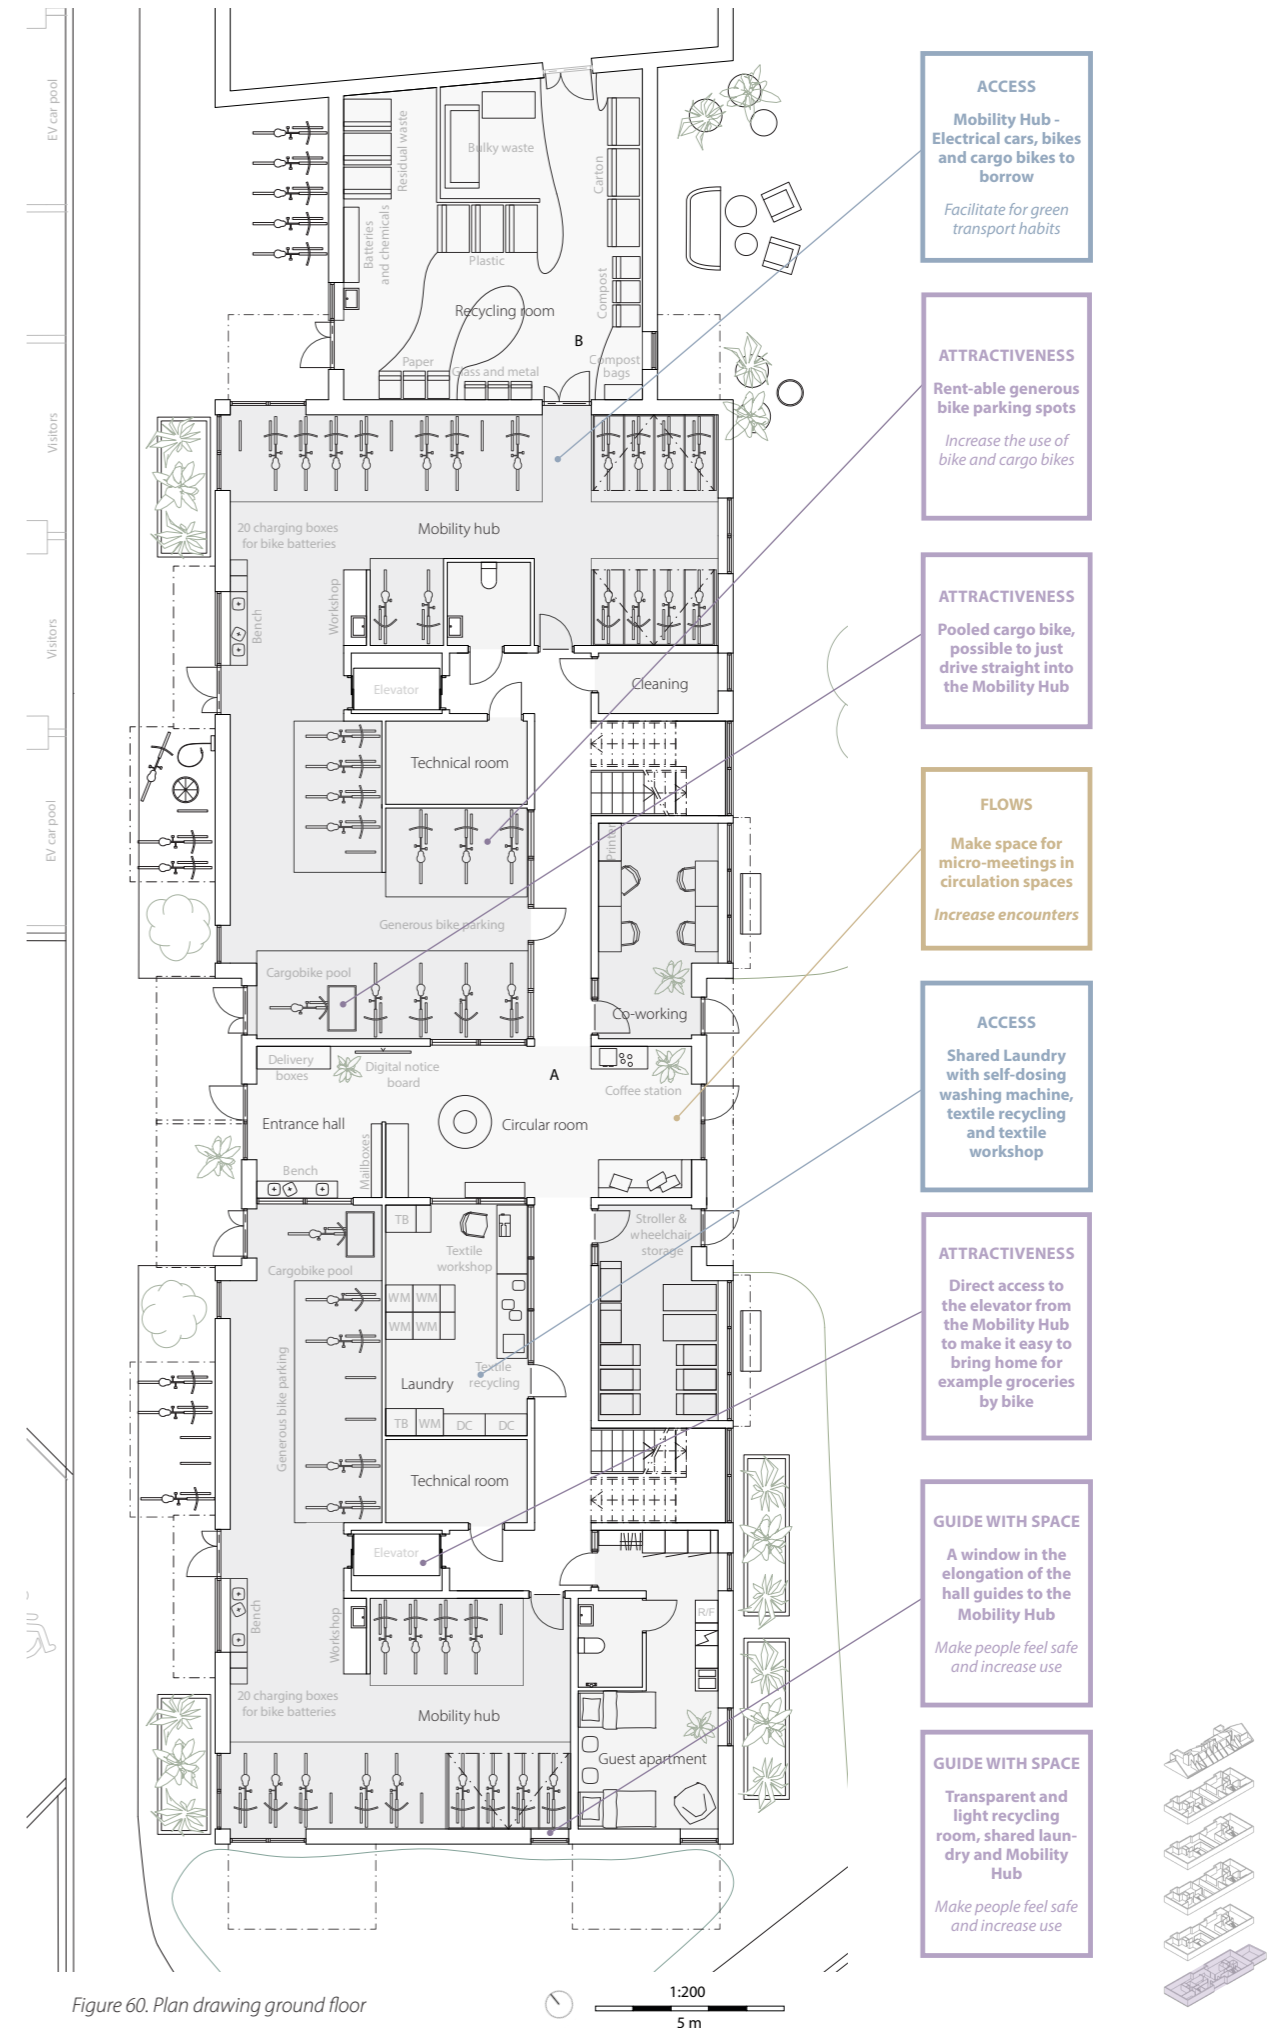 EV car pool
Visitors
Visitors
EV car pool
Residual waste
Bulky waste
Carton
Batteries
and chemicals
Plastic
Compost
Recycling room
B
Paper
Glass and metal
Compost
bags
20 charging boxes
for bike batteries
Mobility hub
Workshop
Bench
Elevator
Cleaning
Technical room
Printer
Generous bike parking
Cargobike pool
Co-working
Delivery
boxes
Digital notice
board
A
Coffee station
Entrance hall
Circular room
Mailboxes
Bench
TB
Textile
workshop
Stroller &
wheelchair
storage
Cargobike pool
WM WM
WM WM
Generous bike parking
Textile
recycling
Laundry
TB WM DC DC
Technical room
Elevator
Bench
Workshop
R/F
20 charging boxes
for bike batteries
Mobility hub
Guest apartment
ACCESS
Mobility Hub -
Electrical cars, bikes
and cargo bikes to
borrow
Facilitate for green
transport habits
ATTRACTIVENESS
Rent-able generous
bike parking spots
Increase the use of
bike and cargo bikes
ATTRACTIVENESS
Pooled cargo bike,
possible to just
drive straight into
the Mobility Hub
FLOWS
Make space for
micro-meetings in
circulation spaces
Increase encounters
ACCESS
Shared Laundry
with self-dosing
washing machine,
textile recycling
and textile
workshop
ATTRACTIVENESS
Direct access to
the elevator from
the Mobility Hub
to make it easy to
bring home for
example groceries
by bike
GUIDE WITH SPACE
A window in the
elongation of the
hall guides to the
Mobility Hub
Make people feel safe
and increase use
GUIDE WITH SPACE
Transparent and
light recycling
room, shared laun-
dry and Mobility
Hub
Make people feel safe
and increase use
Figure 60. Plan drawing ground floor
1:200
5 m